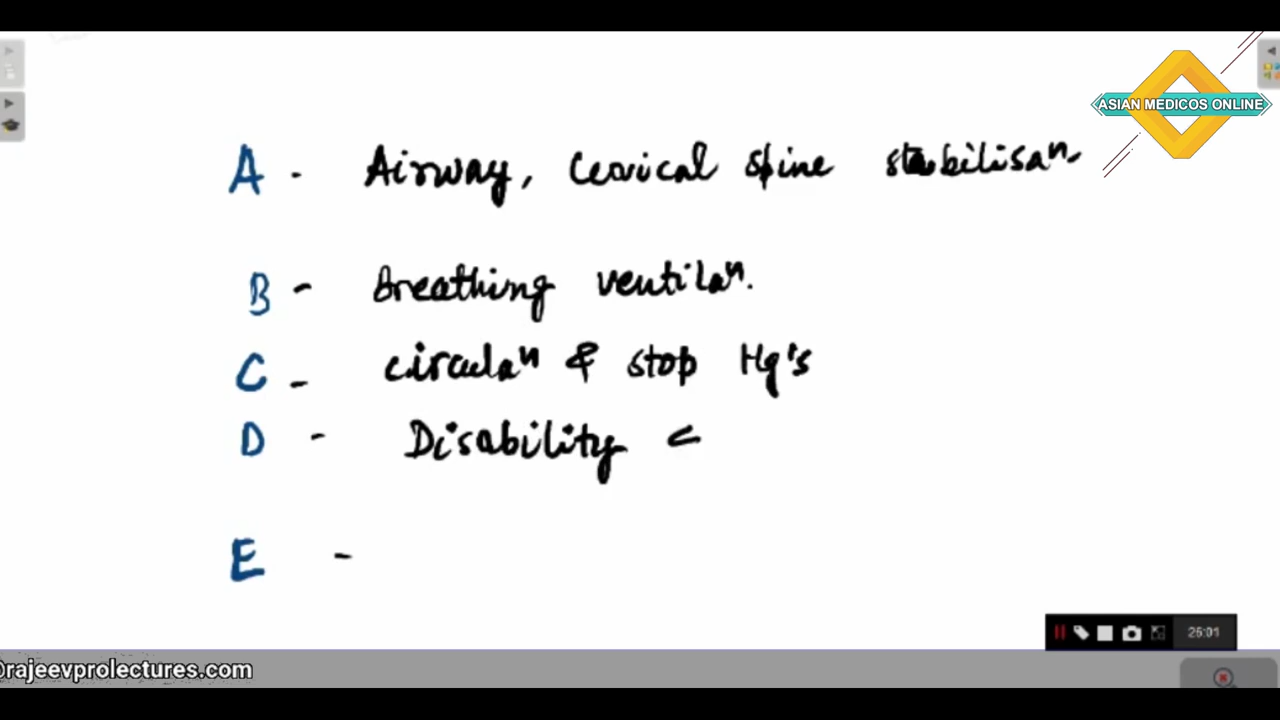 ASIAN MEDICOS ONLINE
A - Airway, Cervical spine stabilisaⁿ
B - Breathing ventilaⁿ.
C - circulaⁿ & stop Hg's
D - Disability <
E -
25:01
@rajeevprolectures.com